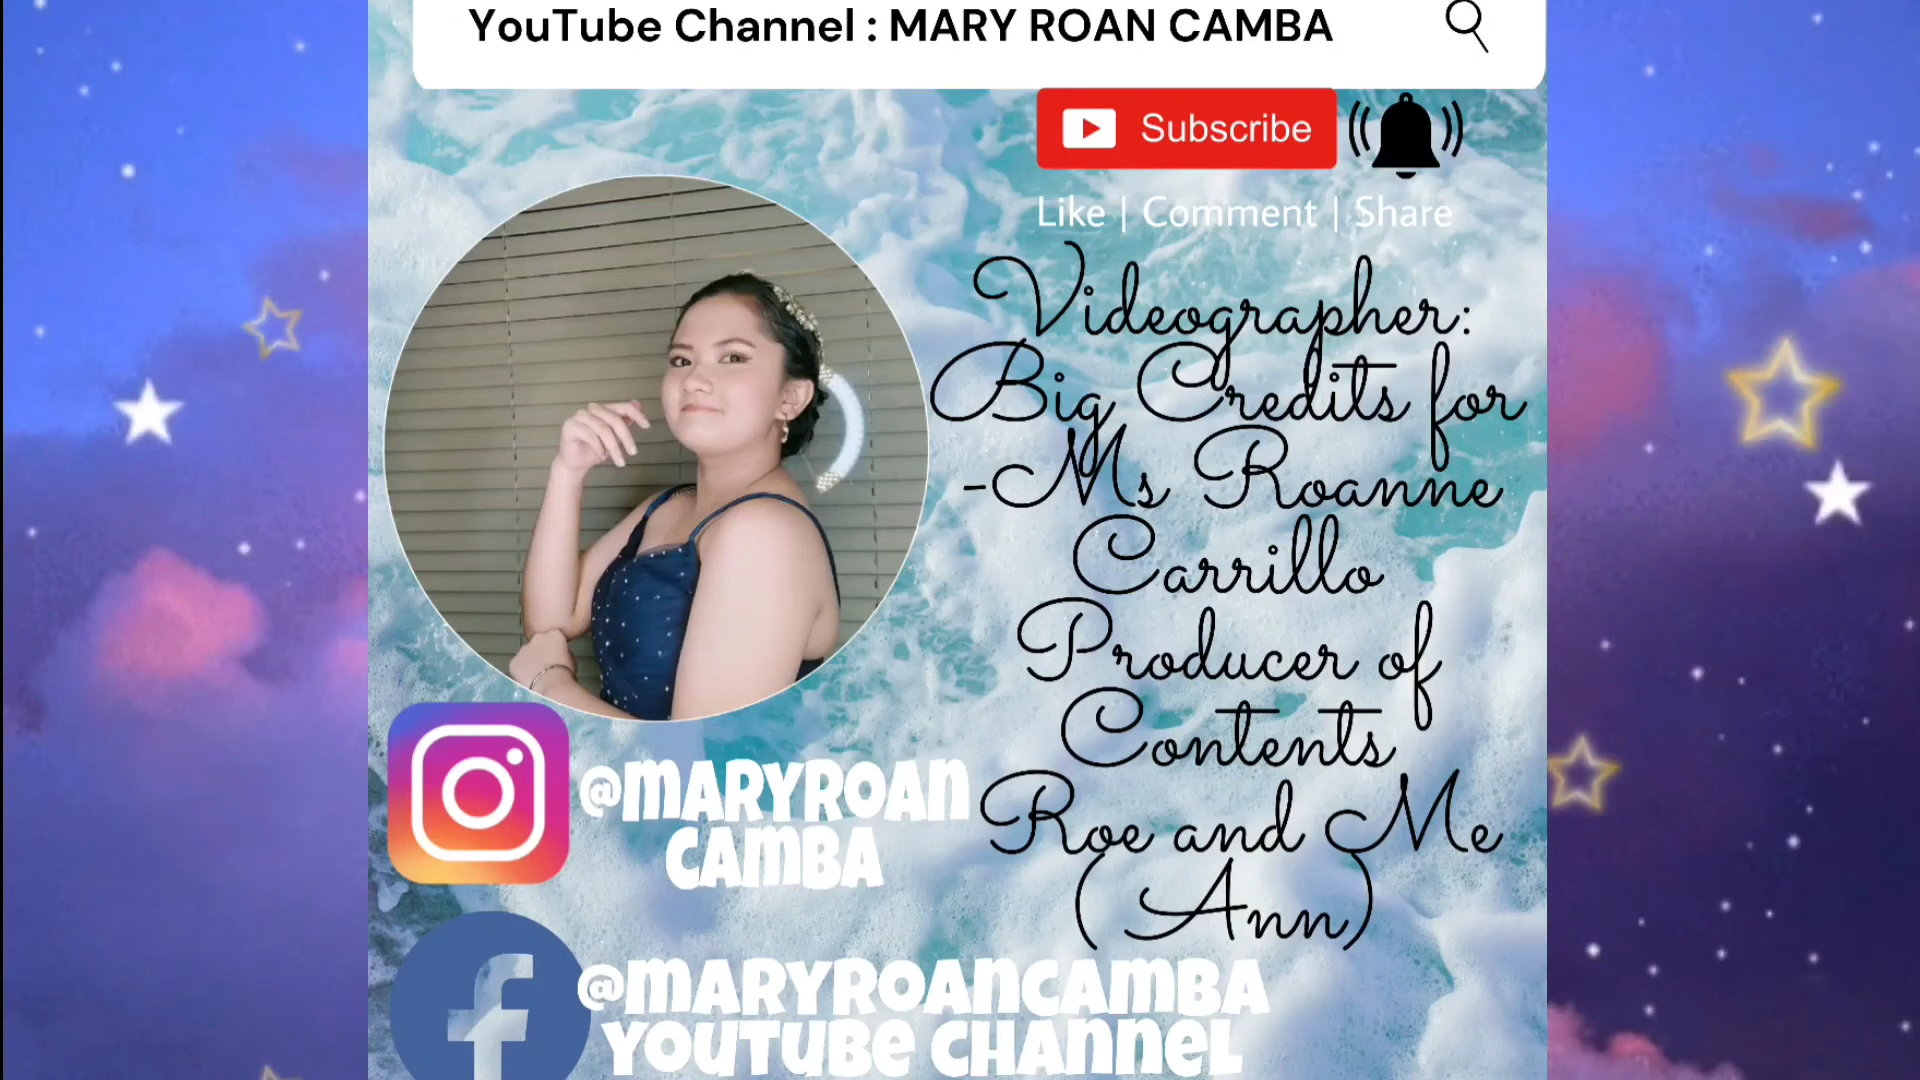 YouTube Channel : MARY ROAN CAMBA
Subscribe
Like | Comment | Share
Videographer:
Big Credits for
-Ms Roanne
Carrillo
Producer of
Contents
Roe and Me
( Ann)
@MARYROAN
CAMBA
@MARYROANCAMBA
YOUTUBE CHANNEL